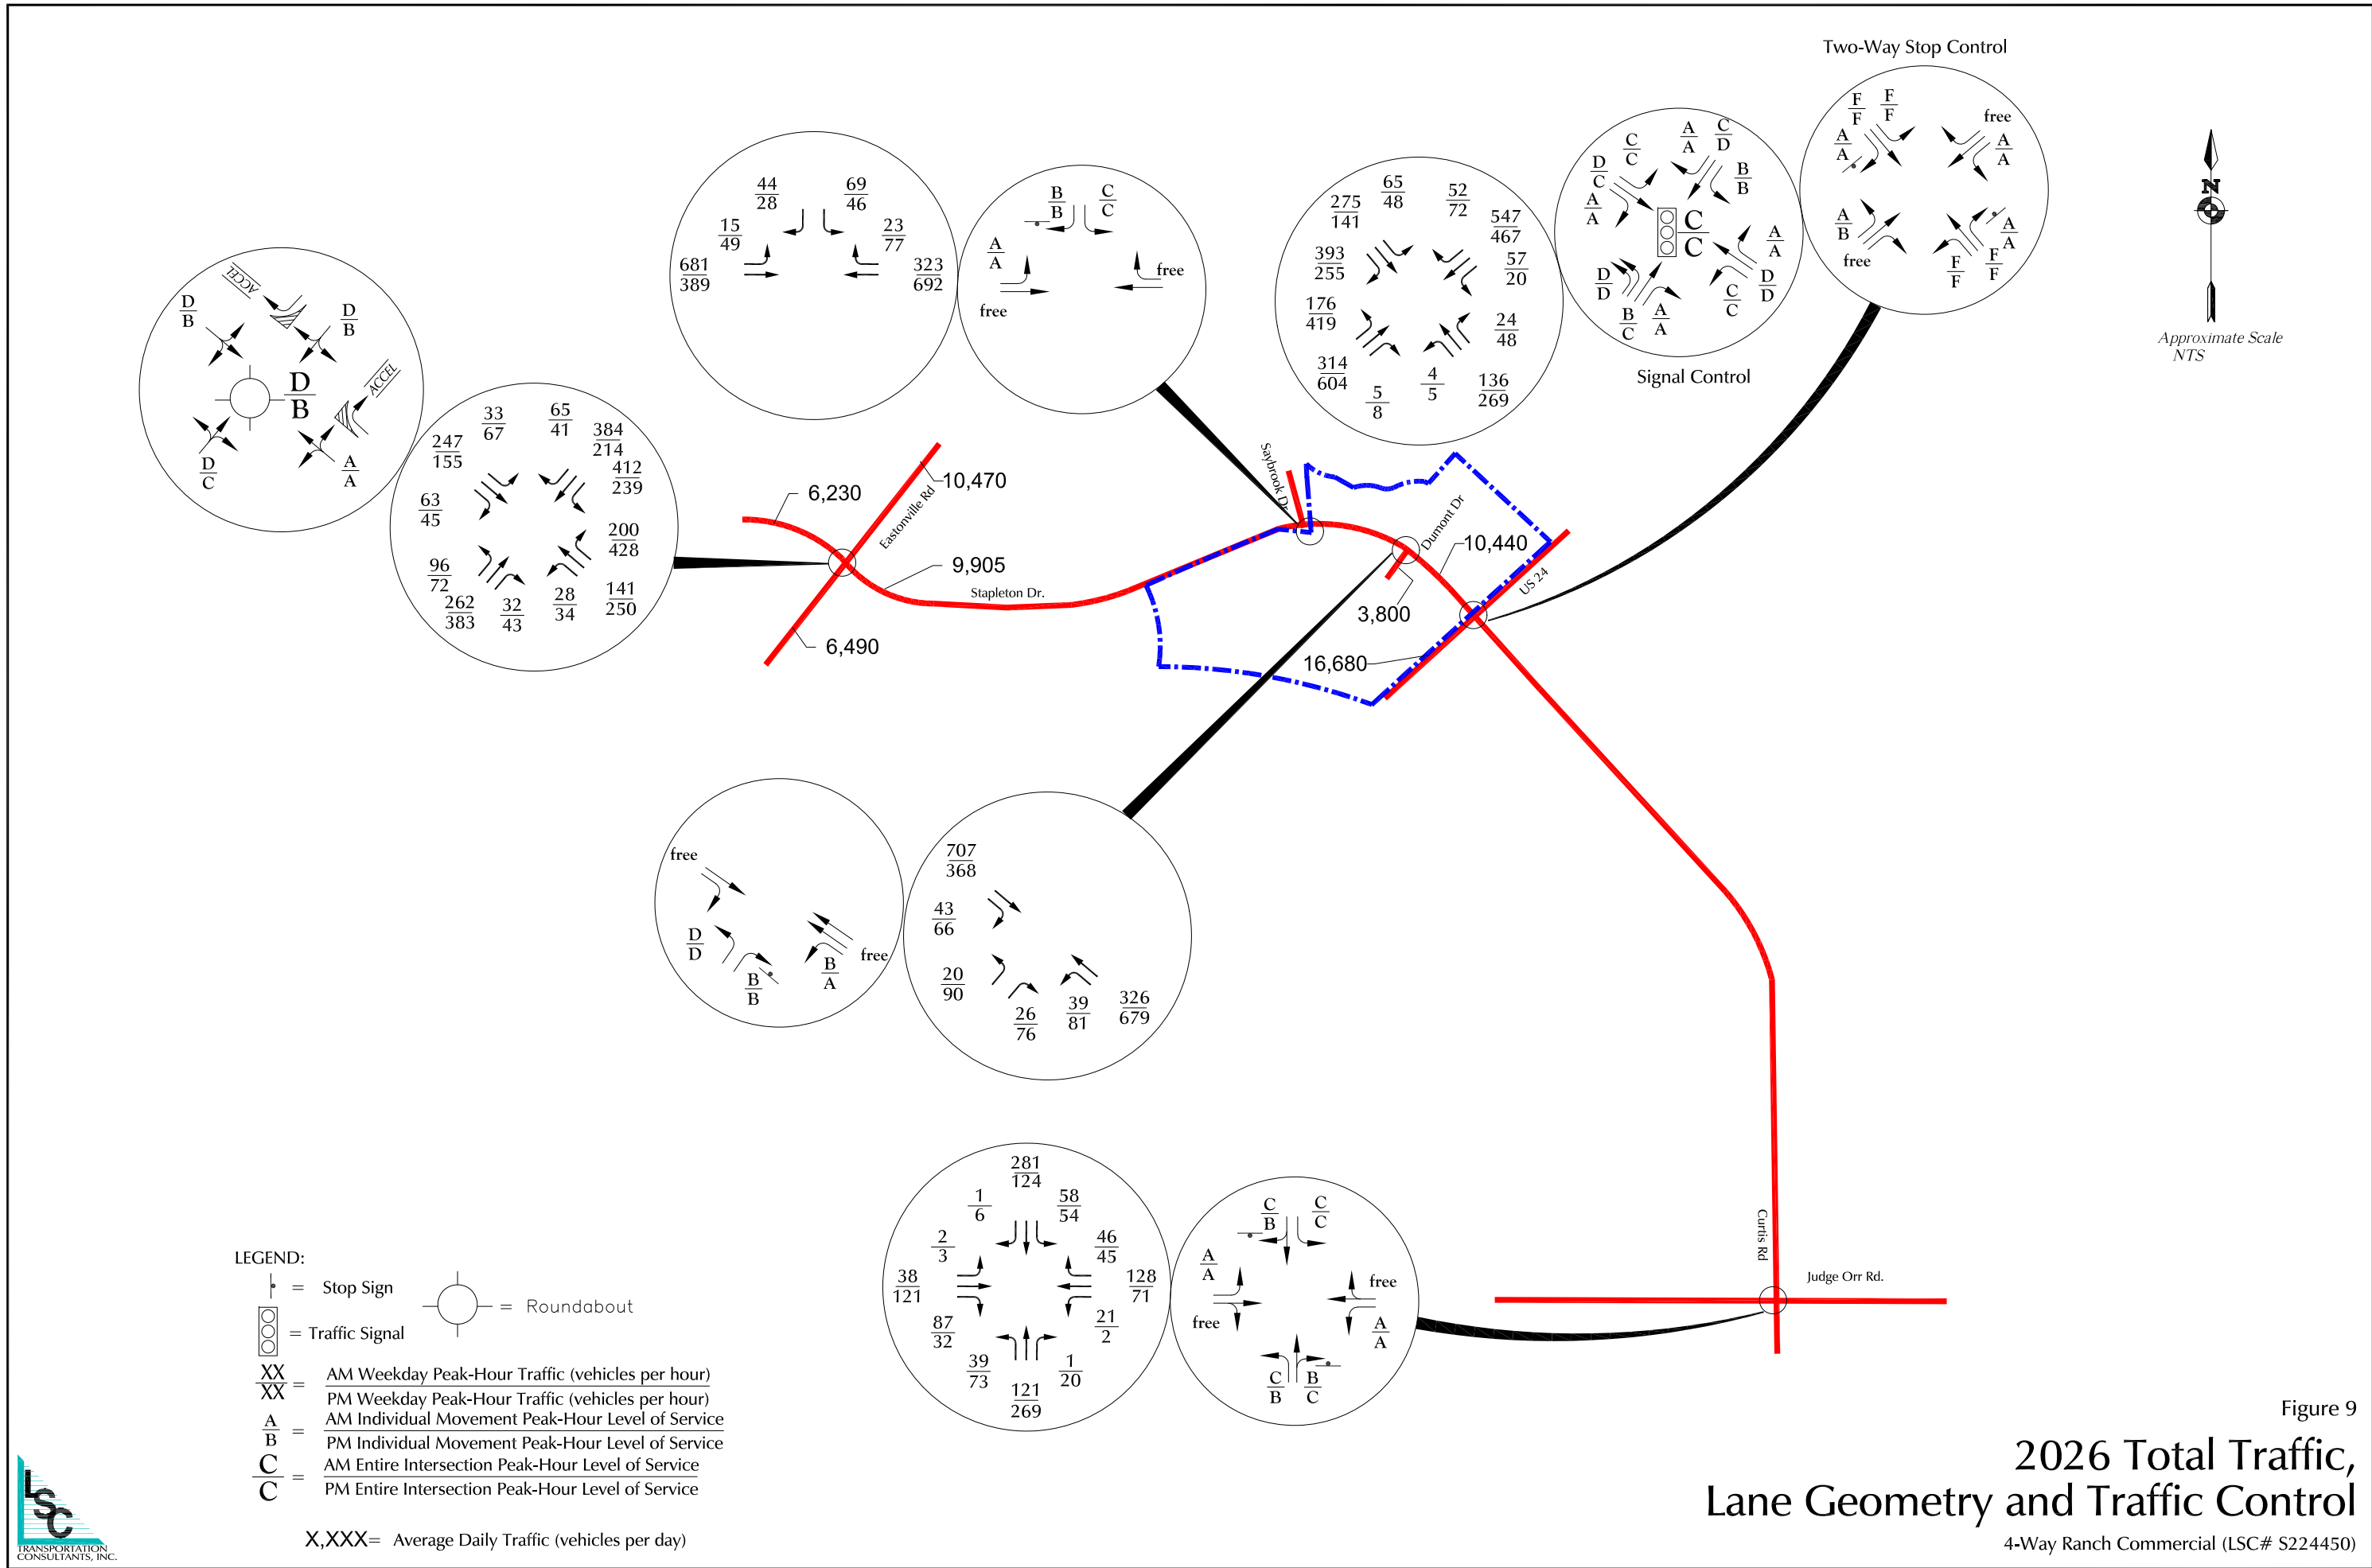 Two-Way Stop Control
F
F
F
F
A
A
free
A
A
A
B
free
F
F
F
F
A
A
C
C
A
A
C
D
D
C
B
B
A
A
C
C
A
A
D
D
D
D
C
C
B
C
A
A
Signal Control
N
Approximate Scale
NTS
65
48
52
72
275
141
547
467
393
255
57
20
176
419
24
48
314
604
5
8
4
5
136
269
B
B
C
C
A
A
free
free
44
28
69
46
15
49
23
77
681
389
323
692
ACCEL
D
B
D
B
D
B
ACCEL
D
C
A
A
33
67
65
41
384
214
247
155
412
239
63
45
200
428
96
72
262
383
32
43
28
34
141
250
6,230
10,470
Eastonville Rd
9,905
Stapleton Dr.
6,490
Saybrook Dr.
Dumont Dr
10,440
US 24
3,800
16,680
free
D
D
B
B
B
A
free
707
368
43
66
20
90
26
76
39
81
326
679
281
124
1
6
58
54
2
3
46
45
38
121
128
71
87
32
21
2
39
73
1
20
121
269
C
B
C
C
A
A
free
free
A
A
C
B
B
C
Curtis Rd
Judge Orr Rd.
LEGEND:
= Stop Sign
= Roundabout
= Traffic Signal
XX
XX
= AM Weekday Peak-Hour Traffic (vehicles per hour)
PM Weekday Peak-Hour Traffic (vehicles per hour)
A
B
= AM Individual Movement Peak-Hour Level of Service
PM Individual Movement Peak-Hour Level of Service
C
C
= AM Entire Intersection Peak-Hour Level of Service
PM Entire Intersection Peak-Hour Level of Service
X,XXX= Average Daily Traffic (vehicles per day)
LSC
TRANSPORTATION
CONSULTANTS, INC.
Figure 9
2026 Total Traffic,
Lane Geometry and Traffic Control
4-Way Ranch Commercial (LSC# S224450)